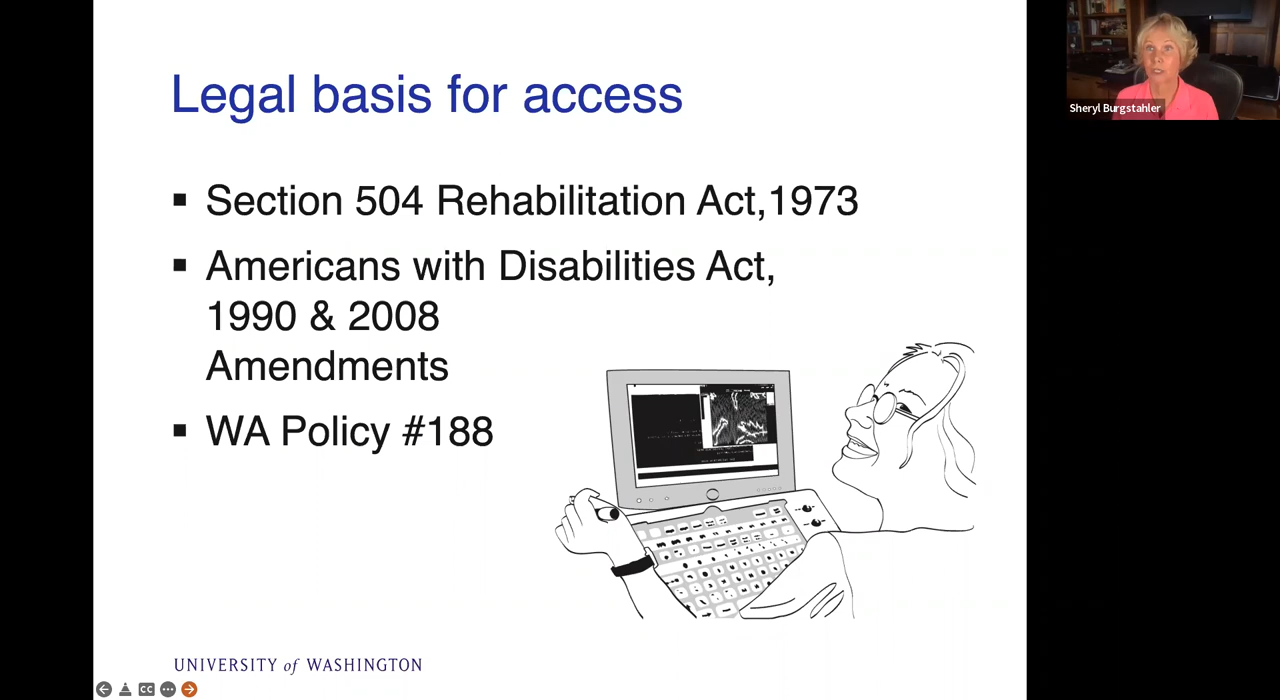 Legal basis for access
▪ Section 504 Rehabilitation Act,1973
▪ Americans with Disabilities Act,
1990 & 2008
Amendments
▪ WA Policy #188
UNIVERSITY of WASHINGTON
CC
Sheryl Burgstahler